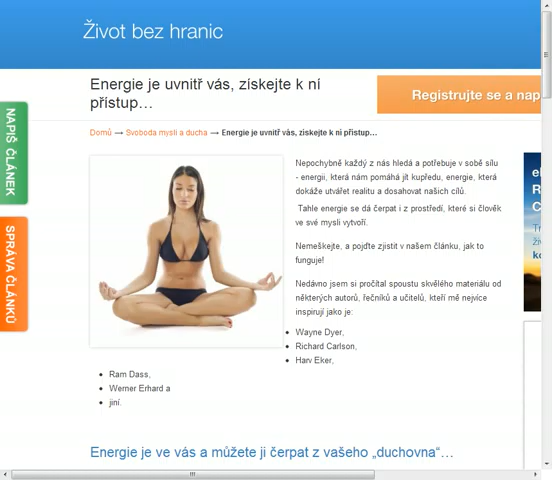 Život bez hranic
Energie je uvnitř vás, získejte k ní
přístup…
Registrujte se a nap
NAPIŠ ČLÁNEK
SPRÁVA ČLÁNKŮ
Domů → Svoboda mysli a ducha → Energie je uvnitř vás, získejte k ní přístup…
Nepochybně každý z nás hledá a potřebuje v sobě sílu
- energii, která nám pomáhá jít kupředu, energie, která
dokáže utvářet realitu a dosahovat našich cílů.
Tahle energie se dá čerpat i z prostředí, které si člověk
ve své mysli vytvoří.
Nemeškejte, a pojďte zjistit v našem článku, jak to
funguje!
Nedávno jsem si pročítal spoustu skvělého materiálu od
některých autorů, řečníků a učitelů, kteří mě nejvíce
inspirují jako je:
Wayne Dyer,
Richard Carlson,
Harv Eker,
Ram Dass,
Werner Erhard a
jiní.
Energie je ve vás a můžete ji čerpat z vašeho „duchovna“…